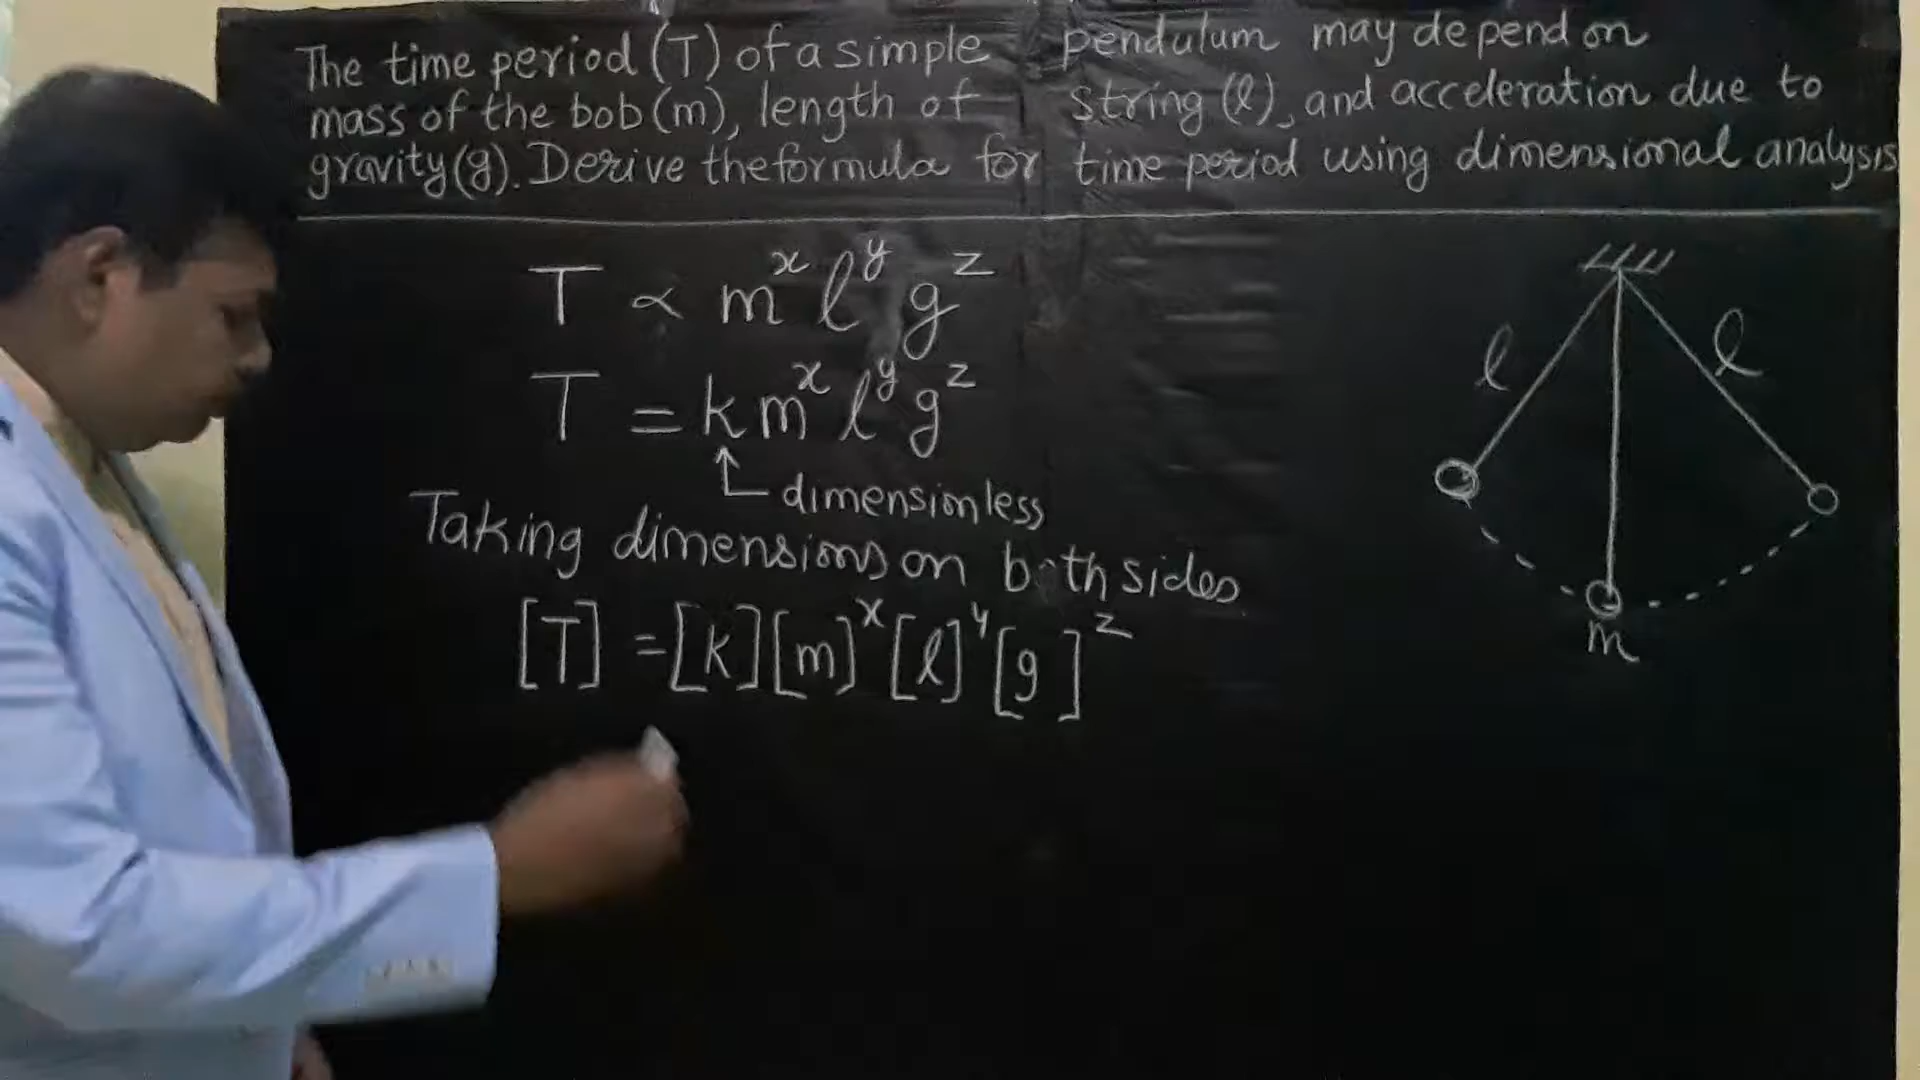 The time period (T) of a simple pendulum may depend on
mass of the bob (m), length of string (l), and acceleration due to
gravity (g). Derive the formula for time period using dimensional analysis
T ∝ m^x l^y g^z
T = k m^x l^y g^z
dimensionless
Taking dimensions on both sides
[T] = [k][m]^x [l]^y [g]^z
l
l
m